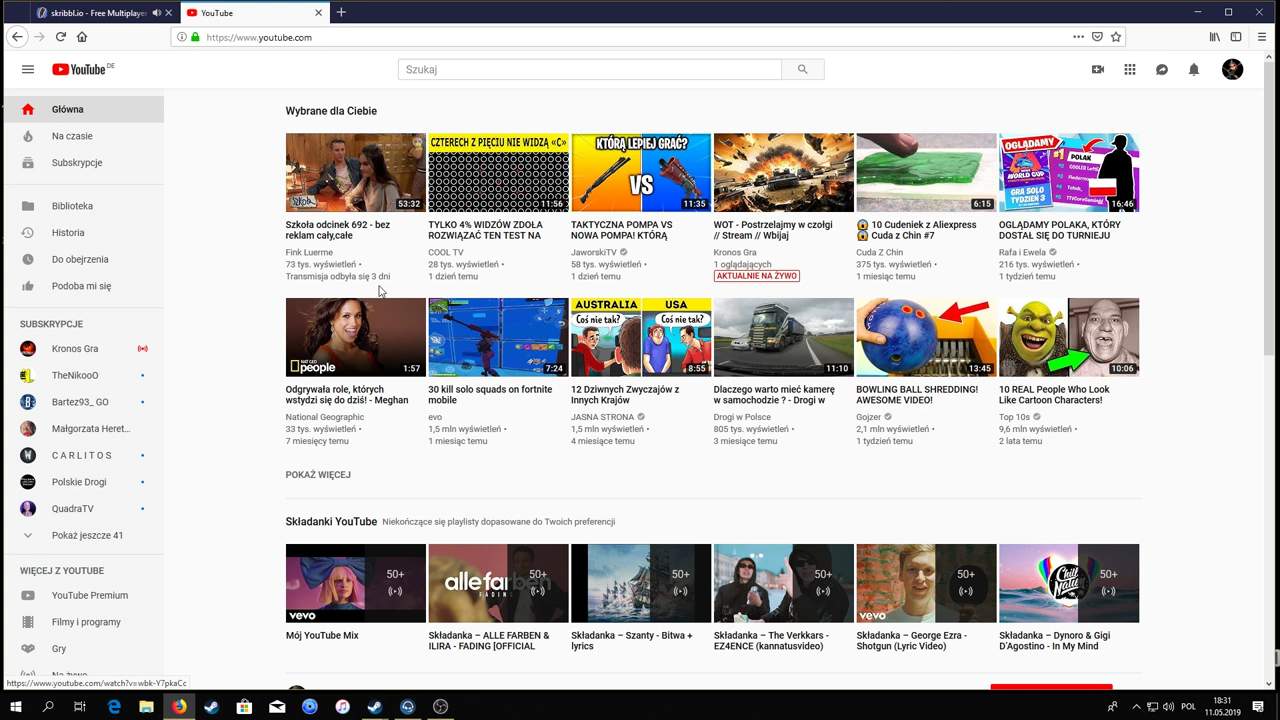 skribbl.io - Free Multiplayer
YouTube
https://www.youtube.com
YouTube DE
Szukaj
Główna
Na czasie
Subskrypcje
Biblioteka
Historia
Do obejrzenia
Podoba mi się
SUBSKRYPCJE
Kronos Gra
TheNikooO
Bartez93_ GO
Małgorzata Heret...
C A R L I T O S
Polskie Drogi
QuadraTV
Pokaż jeszcze 41
WIĘCEJ Z YOUTUBE
YouTube Premium
Filmy i programy
Gry
Na żywo
https://www.youtube.com/watch?v=wbk-Y7pkaCc
Wybrane dla Ciebie
53:32
Szkoła odcinek 692 - bez
reklam cały,całe
Fink Luerme
73 tys. wyświetleń •
Transmisja odbyła się 3 dni
CZTERECH Z PIĘCIU NIE WIDZĄ «C»
11:56
TYLKO 4% WIDZÓW ZDOŁA
ROZWIĄZAĆ TEN TEST NA
COOL TV
28 tys. wyświetleń •
1 dzień temu
KTÓRĄ LEPIEJ GRAĆ?
VS
11:35
TAKTYCZNA POMPA VS
NOWA POMPA! KTÓRĄ
JaworskiTV
58 tys. wyświetleń •
1 dzień temu
WOT - Postrzelajmy w czołgi
// Stream // Wbijaj
Kronos Gra
1 oglądających
AKTUALNIE NA ŻYWO
6:15
10 Cudeniek z Aliexpress
Cuda z Chin #7
Cuda Z Chin
375 tys. wyświetleń •
1 miesiąc temu
OGLĄDAMY
#1 POLAK
WORLD CUP
GRA SOLO
TYDZIEŃ 3
16:46
OGLĄDAMY POLAKA, KTÓRY
DOSTAŁ SIĘ DO TURNIEJU
Rafa i Ewela
216 tys. wyświetleń •
1 tydzień temu
NAT GEO
people
1:57
Odgrywała role, których
wstydzi się do dziś! - Meghan
National Geographic
33 tys. wyświetleń •
7 miesięcy temu
7:24
30 kill solo squads on fortnite
mobile
evo
1,5 mln wyświetleń •
1 miesiąc temu
AUSTRALIA
USA
Coś nie tak?
Coś nie tak?
8:55
12 Dziwnych Zwyczajów z
Innych Krajów
JASNA STRONA
1,5 mln wyświetleń •
4 miesiące temu
11:10
Dlaczego warto mieć kamerę
w samochodzie ? - Drogi w
Drogi w Polsce
805 tys. wyświetleń •
3 miesiące temu
13:45
BOWLING BALL SHREDDING!
AWESOME VIDEO!
Gojzer
2,1 mln wyświetleń •
1 tydzień temu
10:06
10 REAL People Who Look
Like Cartoon Characters!
Top 10s
9,6 mln wyświetleń •
2 lata temu
POKAŻ WIĘCEJ
Składanki YouTube Niekończące się playlisty dopasowane do Twoich preferencji
50+
vevo
Mój YouTube Mix
alle farben
FADING
50+
Składanka – ALLE FARBEN &
ILIRA - FADING [OFFICIAL
50+
Składanka – Szanty - Bitwa +
lyrics
50+
Składanka – The Verkkars -
EZ4ENCE (kannatusvideo)
50+
vevo
Składanka – George Ezra -
Shotgun (Lyric Video)
Chill Nation
50+
Składanka – Dynoro & Gigi
D'Agostino - In My Mind
POL
18:31
11.05.2019